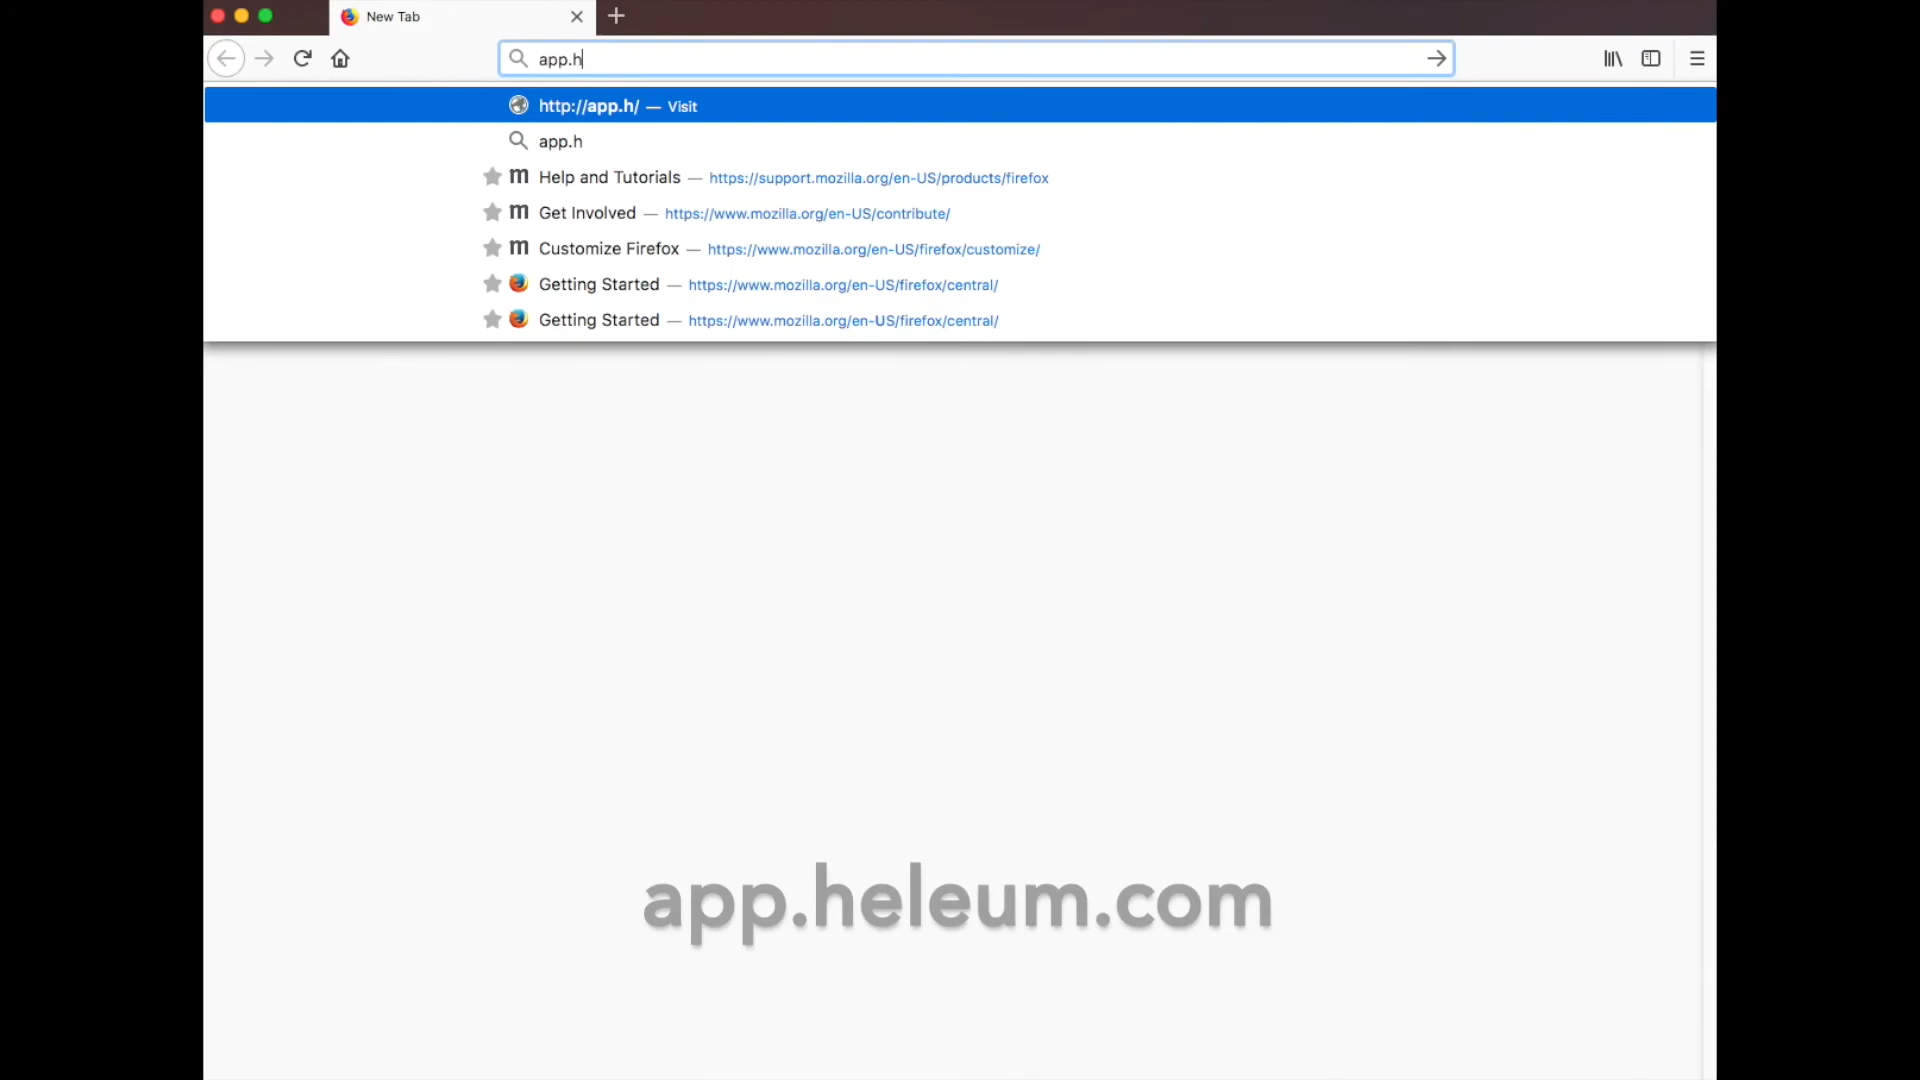 New Tab
app.h
http://app.h/ — Visit
app.h
m Help and Tutorials — https://support.mozilla.org/en-US/products/firefox
m Get Involved — https://www.mozilla.org/en-US/contribute/
m Customize Firefox — https://www.mozilla.org/en-US/firefox/customize/
Getting Started — https://www.mozilla.org/en-US/firefox/central/
Getting Started — https://www.mozilla.org/en-US/firefox/central/
app.heleum.com